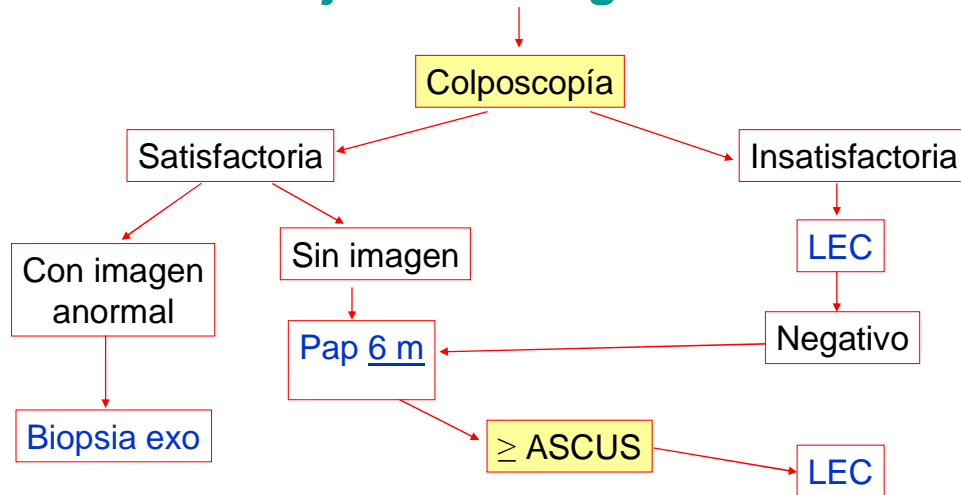 Colposcopía
Satisfactoria
Insatisfactoria
Con imagen
anormal
Sin imagen
LEC
Pap 6 m
Negativo
Biopsia exo
≥ ASCUS
LEC